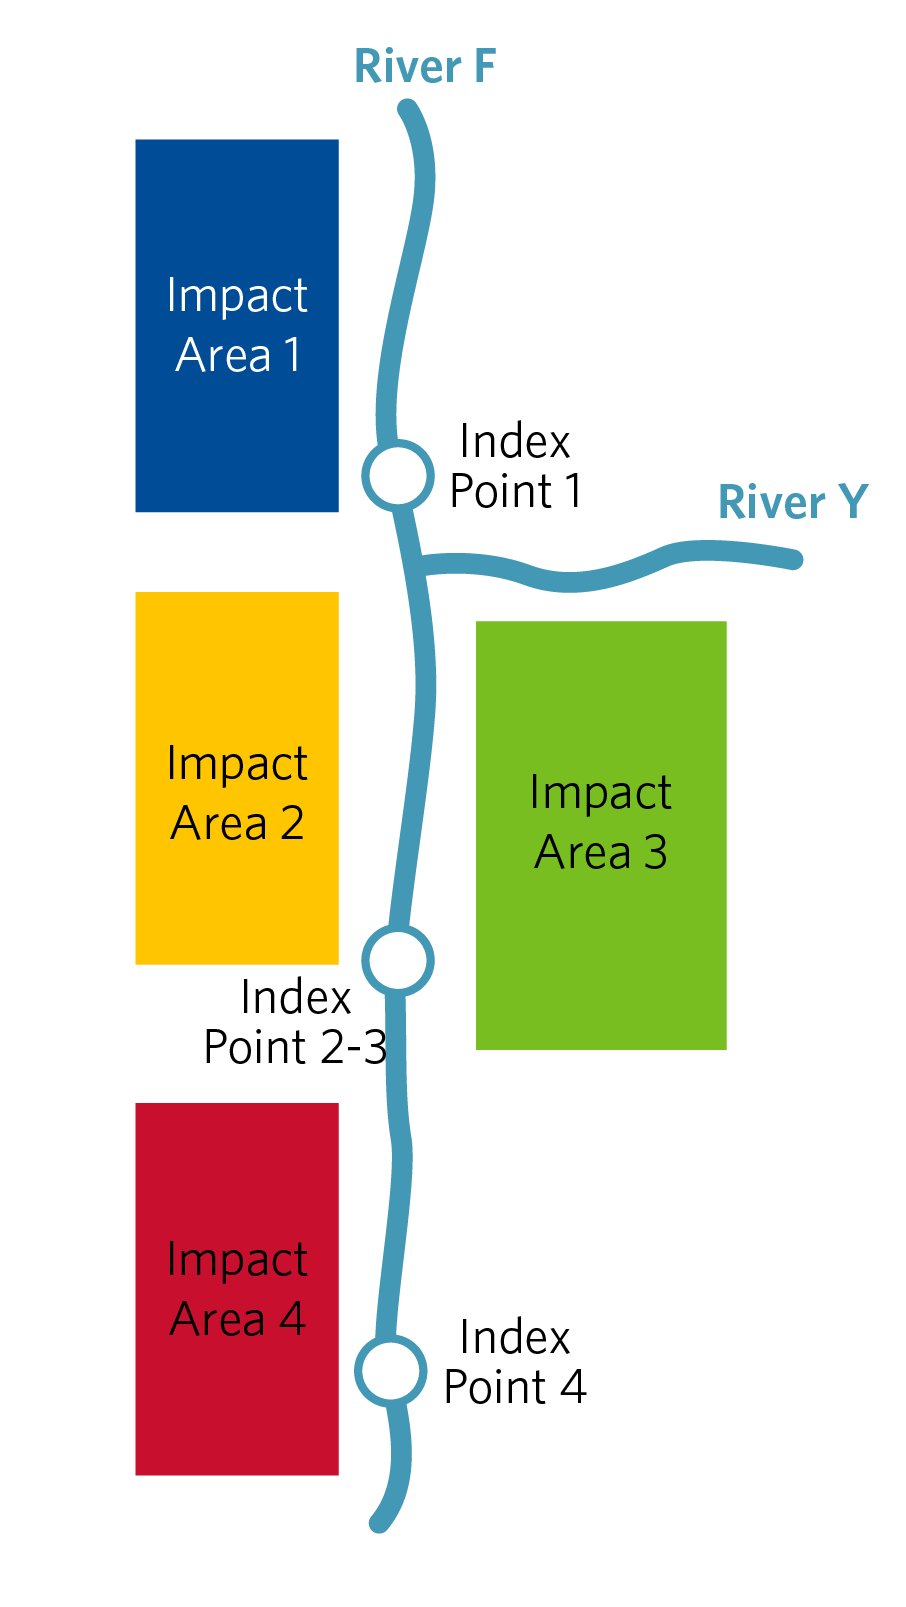 River F
Impact
Area 1
Index
Point 1
River Y
Impact
Area 2
Impact
Area 3
Index
Point 2-3
Impact
Area 4
Index
Point 4